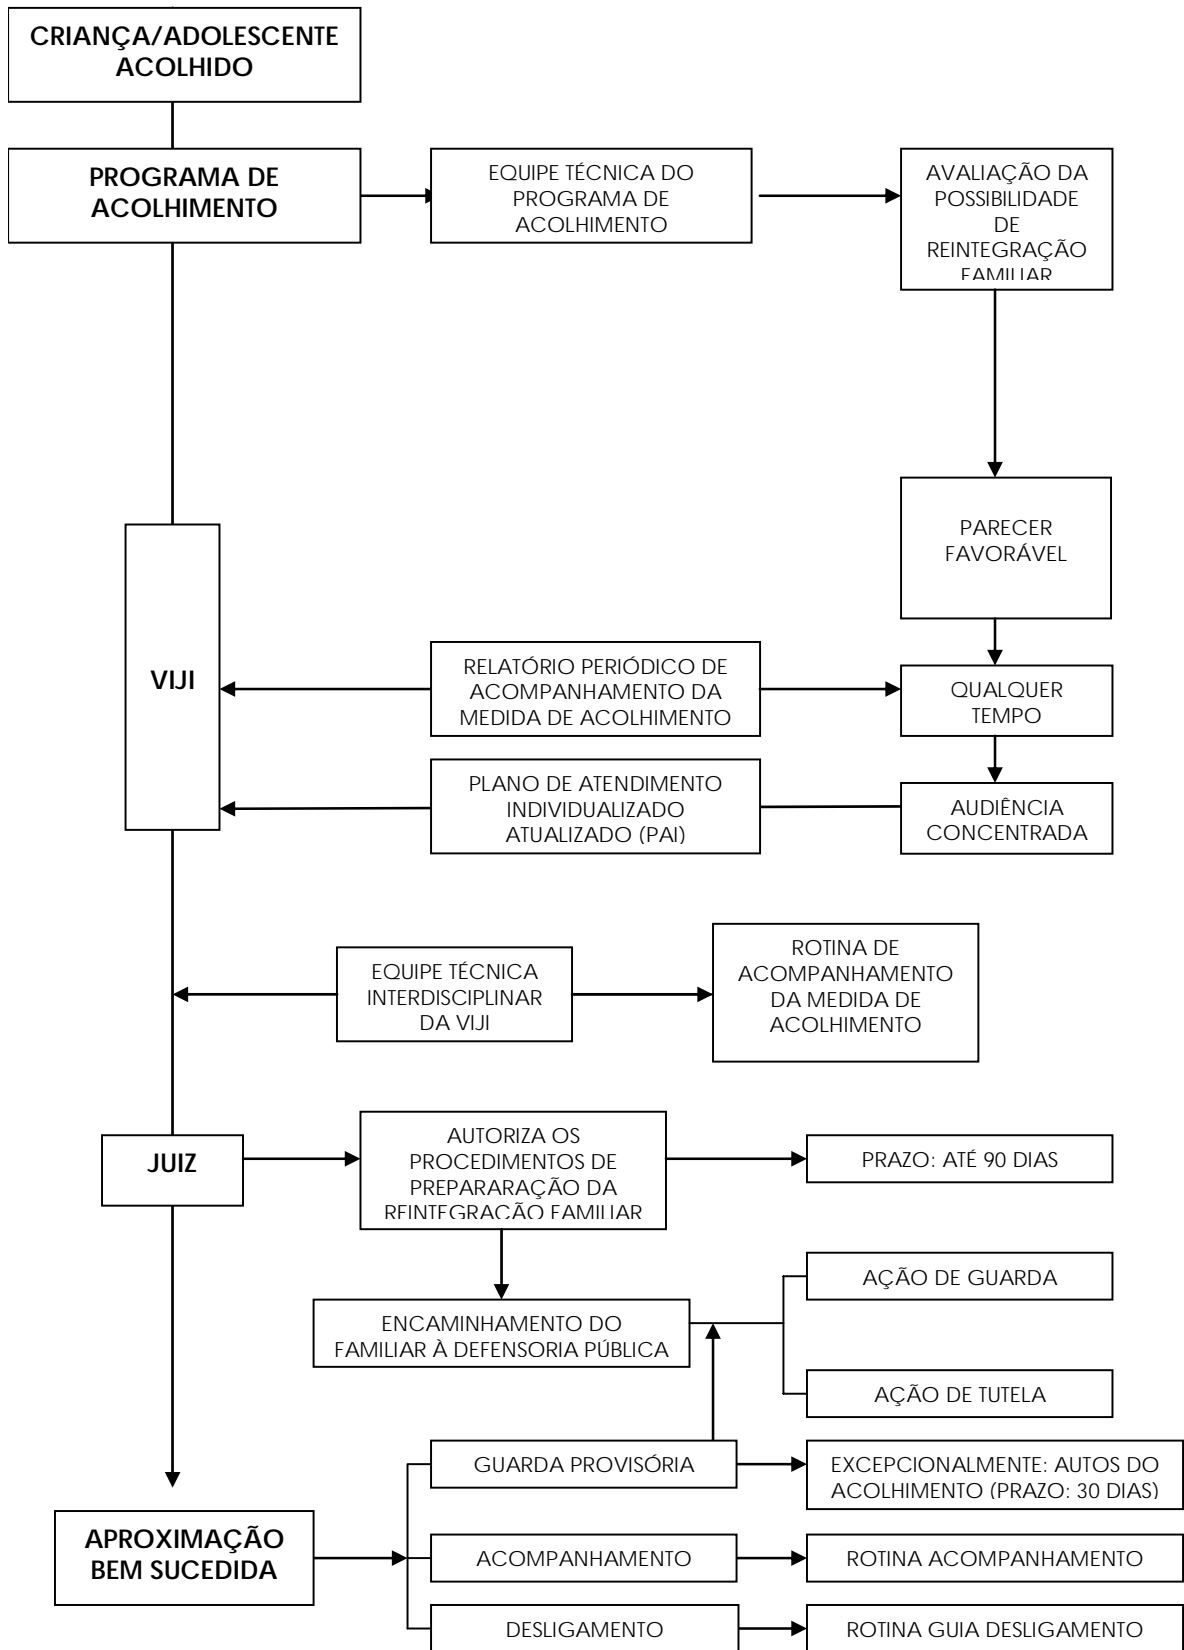 CRIANÇA/ADOLESCENTE
ACOLHIDO
PROGRAMA DE
ACOLHIMENTO
EQUIPE TÉCNICA DO
PROGRAMA DE
ACOLHIMENTO
AVALIAÇÃO DA
POSSIBILIDADE
DE
REINTEGRAÇÃO
FAMILIAR
PARECER
FAVORÁVEL
VIJI
RELATÓRIO PERIÓDICO DE
ACOMPANHAMENTO DA
MEDIDA DE ACOLHIMENTO
QUALQUER
TEMPO
PLANO DE ATENDIMENTO
INDIVIDUALIZADO
ATUALIZADO (PAI)
AUDIÊNCIA
CONCENTRADA
EQUIPE TÉCNICA
INTERDISCIPLINAR
DA VIJI
ROTINA DE
ACOMPANHAMENTO
DA MEDIDA DE
ACOLHIMENTO
JUIZ
AUTORIZA OS
PROCEDIMENTOS DE
PREPARARAÇÃO DA
REINTEGRAÇÃO FAMILIAR
PRAZO: ATÉ 90 DIAS
ENCAMINHAMENTO DO
FAMILIAR À DEFENSORIA PÚBLICA
AÇÃO DE GUARDA
AÇÃO DE TUTELA
APROXIMAÇÃO
BEM SUCEDIDA
GUARDA PROVISÓRIA
EXCEPCIONALMENTE: AUTOS DO
ACOLHIMENTO (PRAZO: 30 DIAS)
ACOMPANHAMENTO
ROTINA ACOMPANHAMENTO
DESLIGAMENTO
ROTINA GUIA DESLIGAMENTO